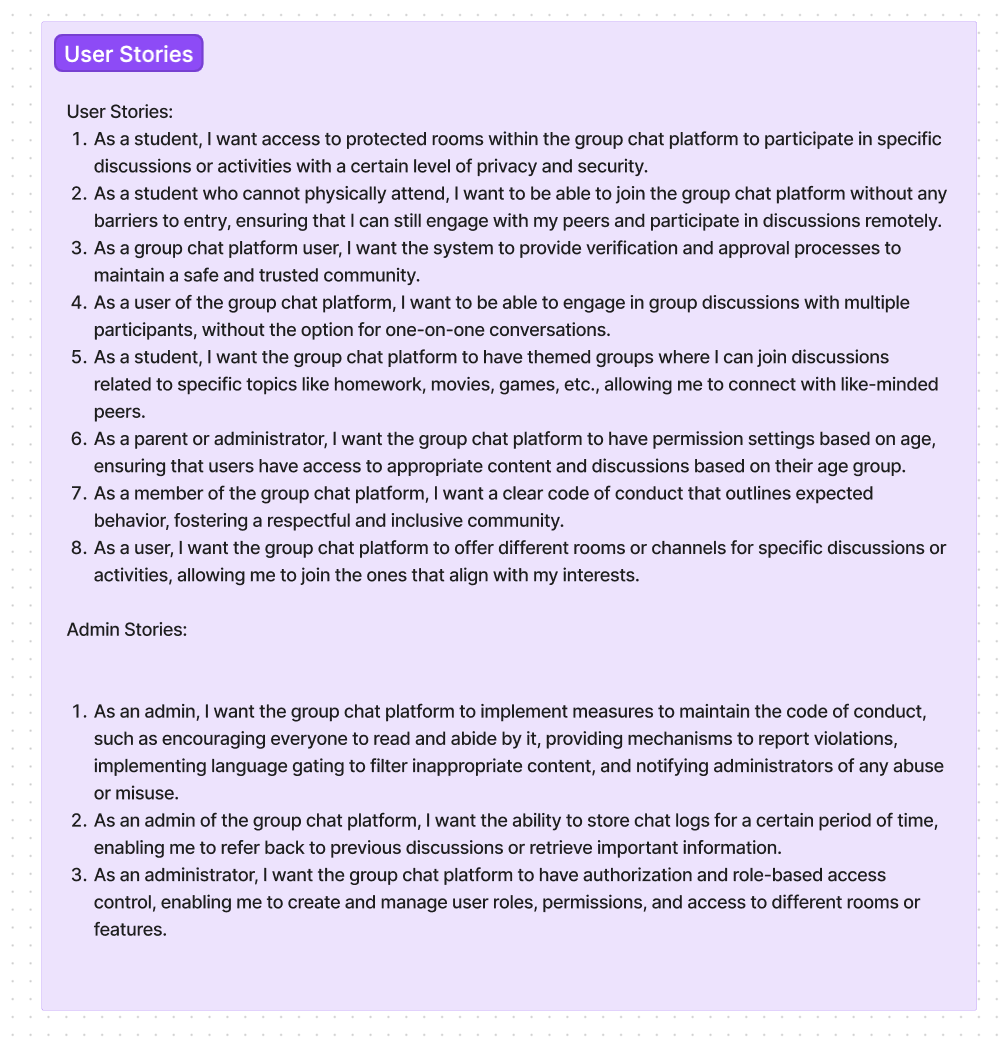 User Stories
User Stories:
1. As a student, I want access to protected rooms within the group chat platform to participate in specific
discussions or activities with a certain level of privacy and security.
2. As a student who cannot physically attend, I want to be able to join the group chat platform without any
barriers to entry, ensuring that I can still engage with my peers and participate in discussions remotely.
3. As a group chat platform user, I want the system to provide verification and approval processes to
maintain a safe and trusted community.
4. As a user of the group chat platform, I want to be able to engage in group discussions with multiple
participants, without the option for one-on-one conversations.
5. As a student, I want the group chat platform to have themed groups where I can join discussions
related to specific topics like homework, movies, games, etc., allowing me to connect with like-minded
peers.
6. As a parent or administrator, I want the group chat platform to have permission settings based on age,
ensuring that users have access to appropriate content and discussions based on their age group.
7. As a member of the group chat platform, I want a clear code of conduct that outlines expected
behavior, fostering a respectful and inclusive community.
8. As a user, I want the group chat platform to offer different rooms or channels for specific discussions or
activities, allowing me to join the ones that align with my interests.
Admin Stories:
1. As an admin, I want the group chat platform to implement measures to maintain the code of conduct,
such as encouraging everyone to read and abide by it, providing mechanisms to report violations,
implementing language gating to filter inappropriate content, and notifying administrators of any abuse
or misuse.
2. As an admin of the group chat platform, I want the ability to store chat logs for a certain period of time,
enabling me to refer back to previous discussions or retrieve important information.
3. As an administrator, I want the group chat platform to have authorization and role-based access
control, enabling me to create and manage user roles, permissions, and access to different rooms or
features.